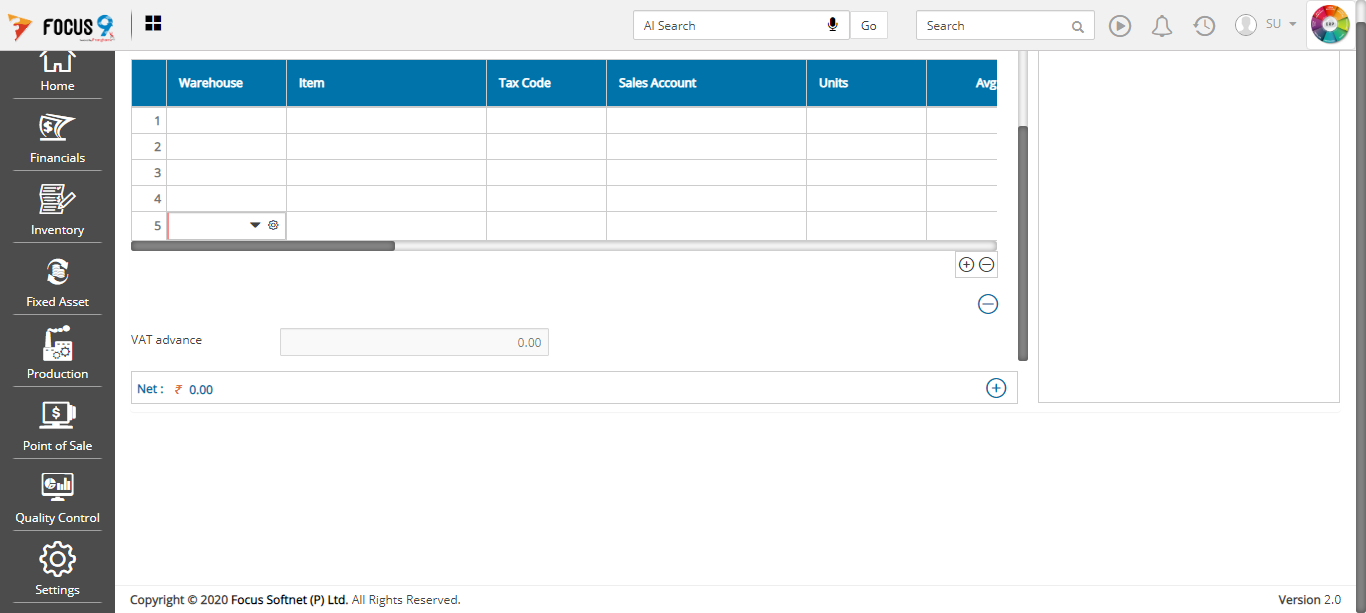 FOCUS 9
AI Search
Go
Search
SU
ERP
Home
Financials
Inventory
Fixed Asset
Production
Point of Sale
Quality Control
Settings
Warehouse Item Tax Code Sales Account Units Avg
1
2
3
4
5
VAT advance 0.00
Net : ₹ 0.00
Copyright © 2020 Focus Softnet (P) Ltd. All Rights Reserved.
Version 2.0